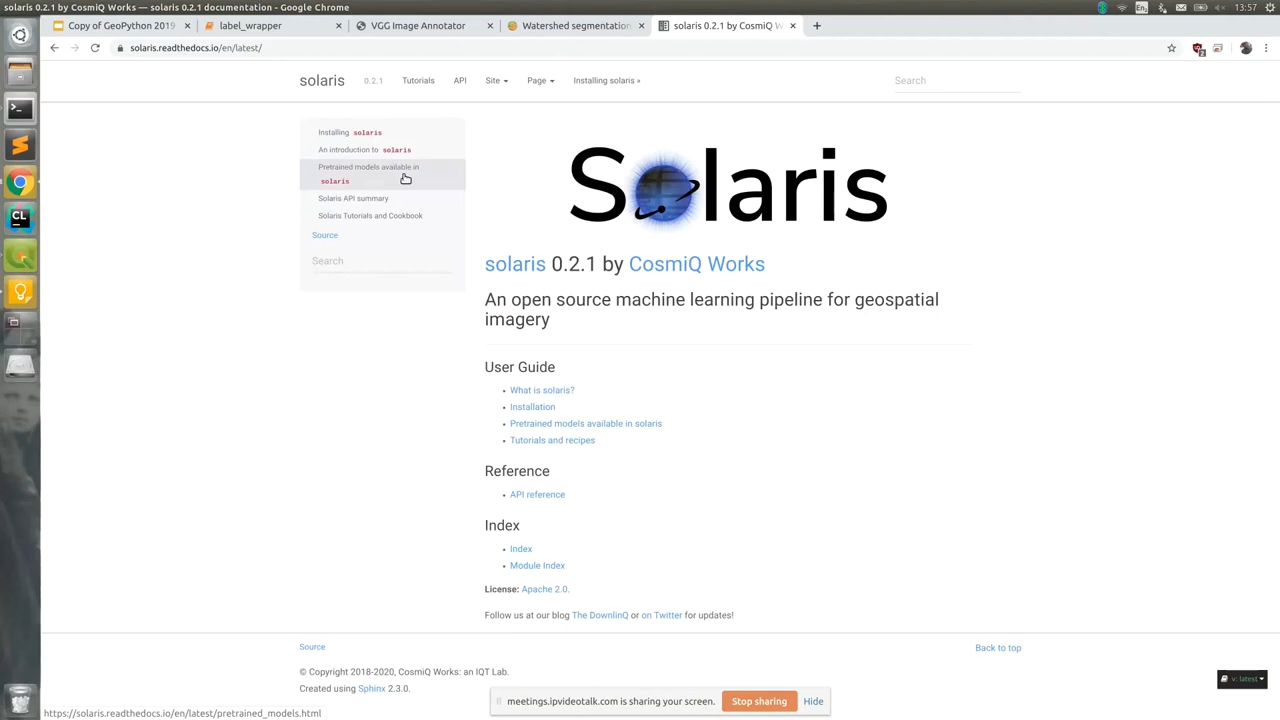 solaris 0.2.1 by CosmiQ Works — solaris 0.2.1 documentation - Google Chrome
En
13:57
Copy of GeoPython 2019
label_wrapper
VGG Image Annotator
Watershed segmentation
solaris 0.2.1 by CosmiQ W
solaris.readthedocs.io/en/latest/
solaris 0.2.1 Tutorials API Site Page Installing solaris »
Search
Installing solaris
An introduction to solaris
Pretrained models available in
solaris
Solaris API summary
Solaris Tutorials and Cookbook
Source
Search
Solaris
solaris 0.2.1 by CosmiQ Works
An open source machine learning pipeline for geospatial
imagery
User Guide
• What is solaris?
• Installation
• Pretrained models available in solaris
• Tutorials and recipes
Reference
• API reference
Index
• Index
• Module Index
License: Apache 2.0.
Follow us at our blog The DownlinQ or on Twitter for updates!
Source
Back to top
© Copyright 2018-2020, CosmiQ Works: an IQT Lab.
Created using Sphinx 2.3.0.
v: latest
meetings.ipvideotalk.com is sharing your screen.
Stop sharing
Hide
https://solaris.readthedocs.io/en/latest/pretrained_models.html
CL